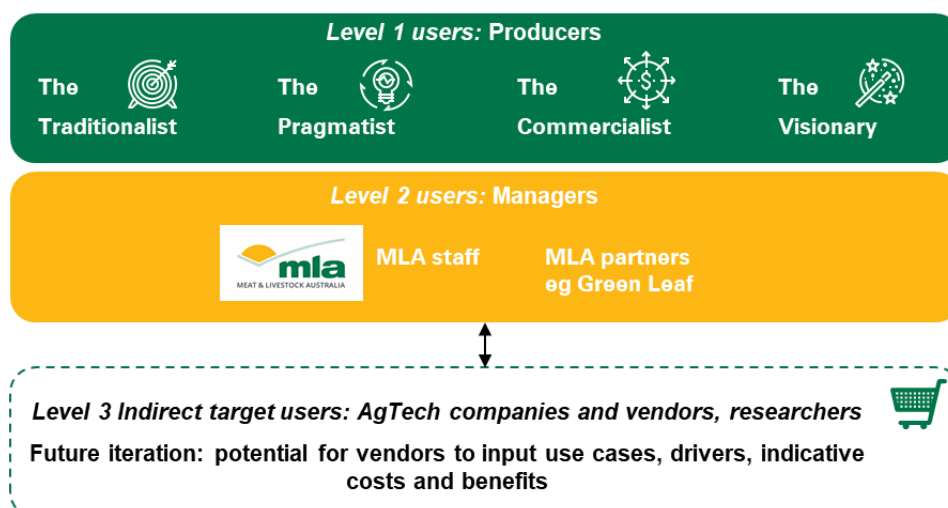 Level 1 users: Producers
The
Traditionalist
The
Pragmatist
The
Commercialist
The
Visionary
Level 2 users: Managers
mla
MEAT & LIVESTOCK AUSTRALIA
MLA staff
MLA partners
eg Green Leaf
Level 3 Indirect target users: AgTech companies and vendors, researchers
Future iteration: potential for vendors to input use cases, drivers, indicative
costs and benefits